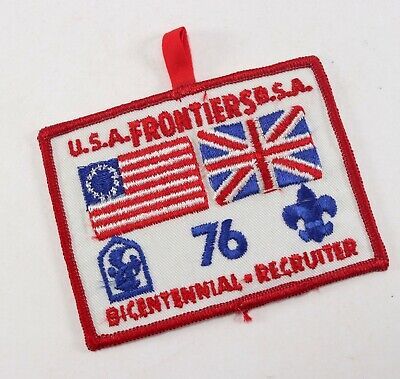 U.S.A. FRONTIERS B.S.A.
76
BICENTENNIAL • RECRUITER